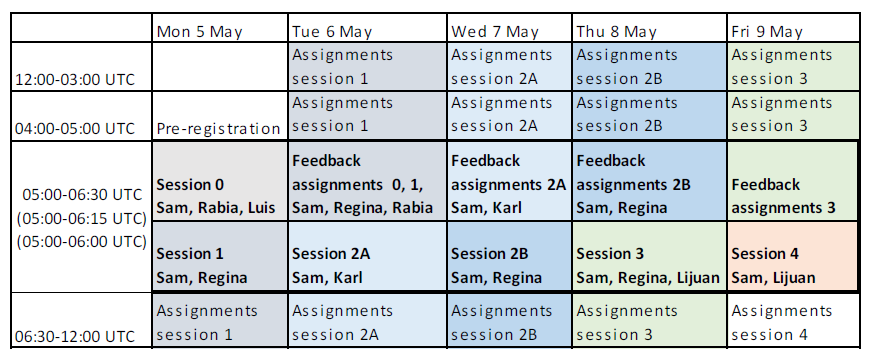 Mon 5 May Tue 6 May Wed 7 May Thu 8 May Fri 9 May
Assignments Assignments Assignments Assignments
12:00-03:00 UTC session 1 session 2A session 2B session 3
Assignments Assignments Assignments Assignments
04:00-05:00 UTC Pre-registration session 1 session 2A session 2B session 3
05:00-06:30 UTC
(05:00-06:15 UTC)
(05:00-06:00 UTC)
Feedback Feedback Feedback
Session 0 assignments 0, 1, assignments 2A assignments 2B Feedback
Sam, Rabia, Luis Sam, Regina, Rabia Sam, Karl Sam, Regina assignments 3
Session 1 Session 2A Session 2B Session 3 Session 4
Sam, Regina Sam, Karl Sam, Regina Sam, Regina, Lijuan Sam, Lijuan
Assignments Assignments Assignments Assignments Assignments
06:30-12:00 UTC session 1 session 2A session 2B session 3 session 4